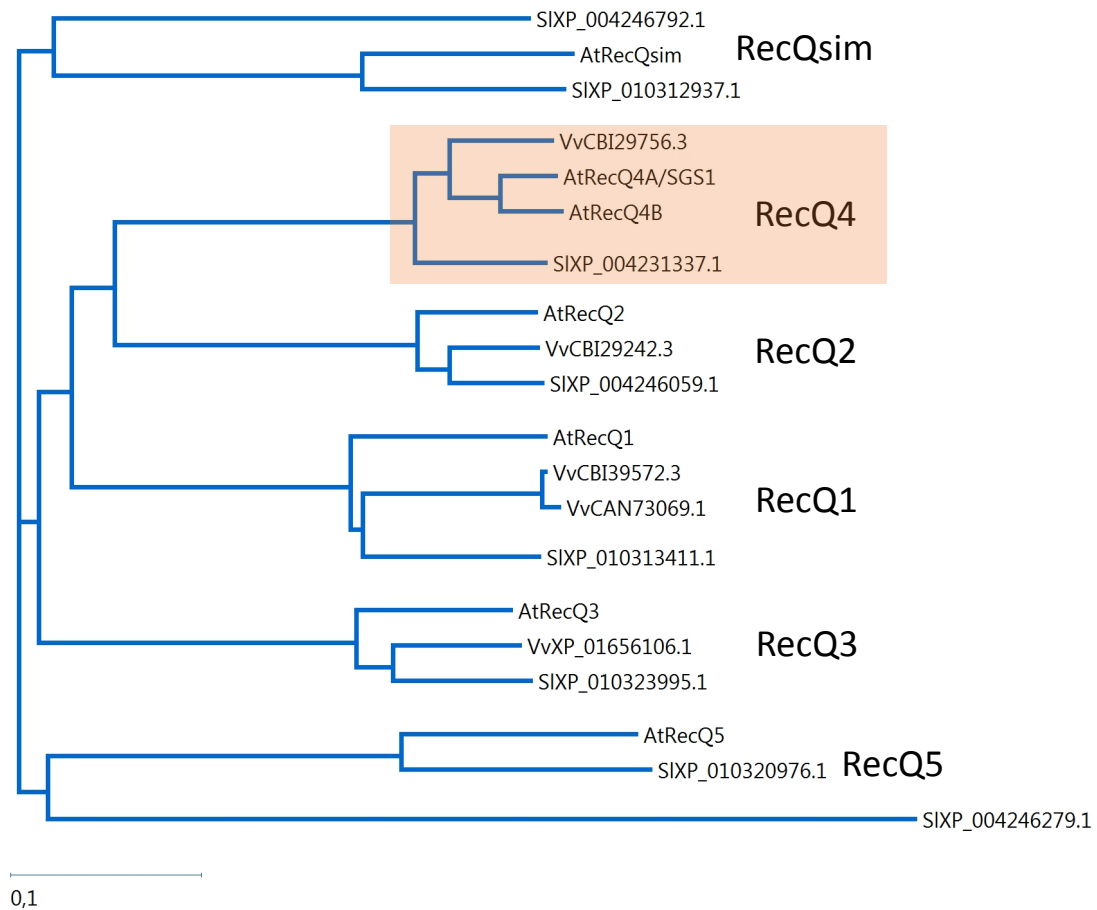 SlXP_004246792.1
AtRecQsim
SlXP_010312937.1
RecQsim
VvCBI29756.3
AtRecQ4A/SGS1
AtRecQ4B
SlXP_004231337.1
RecQ4
AtRecQ2
VvCBI29242.3
SlXP_004246059.1
RecQ2
AtRecQ1
VvCBI39572.3
VvCAN73069.1
SlXP_010313411.1
RecQ1
AtRecQ3
VvXP_01656106.1
SlXP_010323995.1
RecQ3
AtRecQ5
SlXP_010320976.1
RecQ5
SlXP_004246279.1
0,1